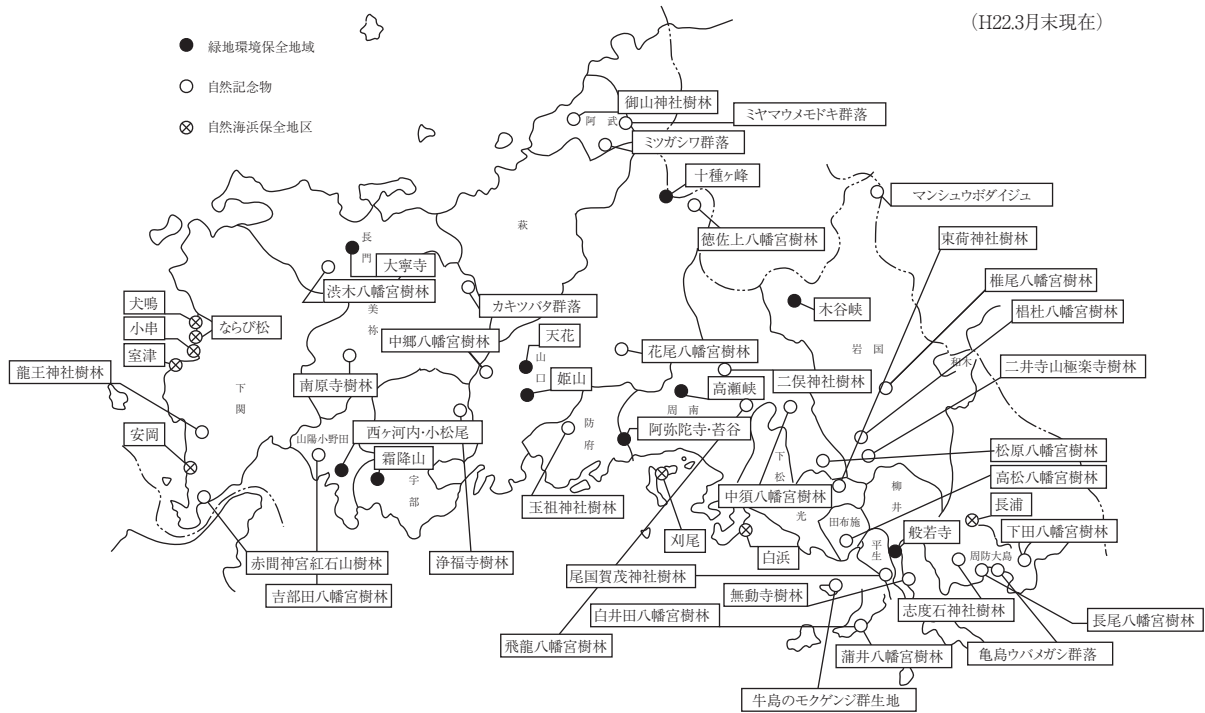 (H22.3月末現在)
緑地環境保全地域
自然記念物
自然海浜保全地区
御山神社樹林
ミヤマウメモドキ群落
阿武
ミツガシワ群落
十種ヶ峰
マンシュウボダイジュ
萩
徳佐上八幡宮樹林
束荷神社樹林
長門
大寧寺
渋木八幡宮樹林
椎尾八幡宮樹林
犬鳴
カキツバタ群落
木谷峡
椙杜八幡宮樹林
小串
ならび松
美祢
天花
中郷八幡宮樹林
花尾八幡宮樹林
岩国
和木
室津
山口
二井寺山極楽寺樹林
龍王神社樹林
下関
南原寺樹林
姫山
高瀬峡
二俣神社樹林
周南
安岡
山陽小野田
西ヶ河内・小松尾
防府
阿弥陀寺・苔谷
下松
松原八幡宮樹林
霜降山
宇部
高松八幡宮樹林
中須八幡宮樹林
柳井
玉祖神社樹林
光
田布施
長浦
刈尾
平生
般若寺
下田八幡宮樹林
白浜
周防大島
赤間神宮紅石山樹林
浄福寺樹林
尾国賀茂神社樹林
吉部田八幡宮樹林
無動寺樹林
白井田八幡宮樹林
志度石神社樹林
長尾八幡宮樹林
飛龍八幡宮樹林
蒲井八幡宮樹林
亀島ウバメガシ群落
牛島のモクゲンジ群生地